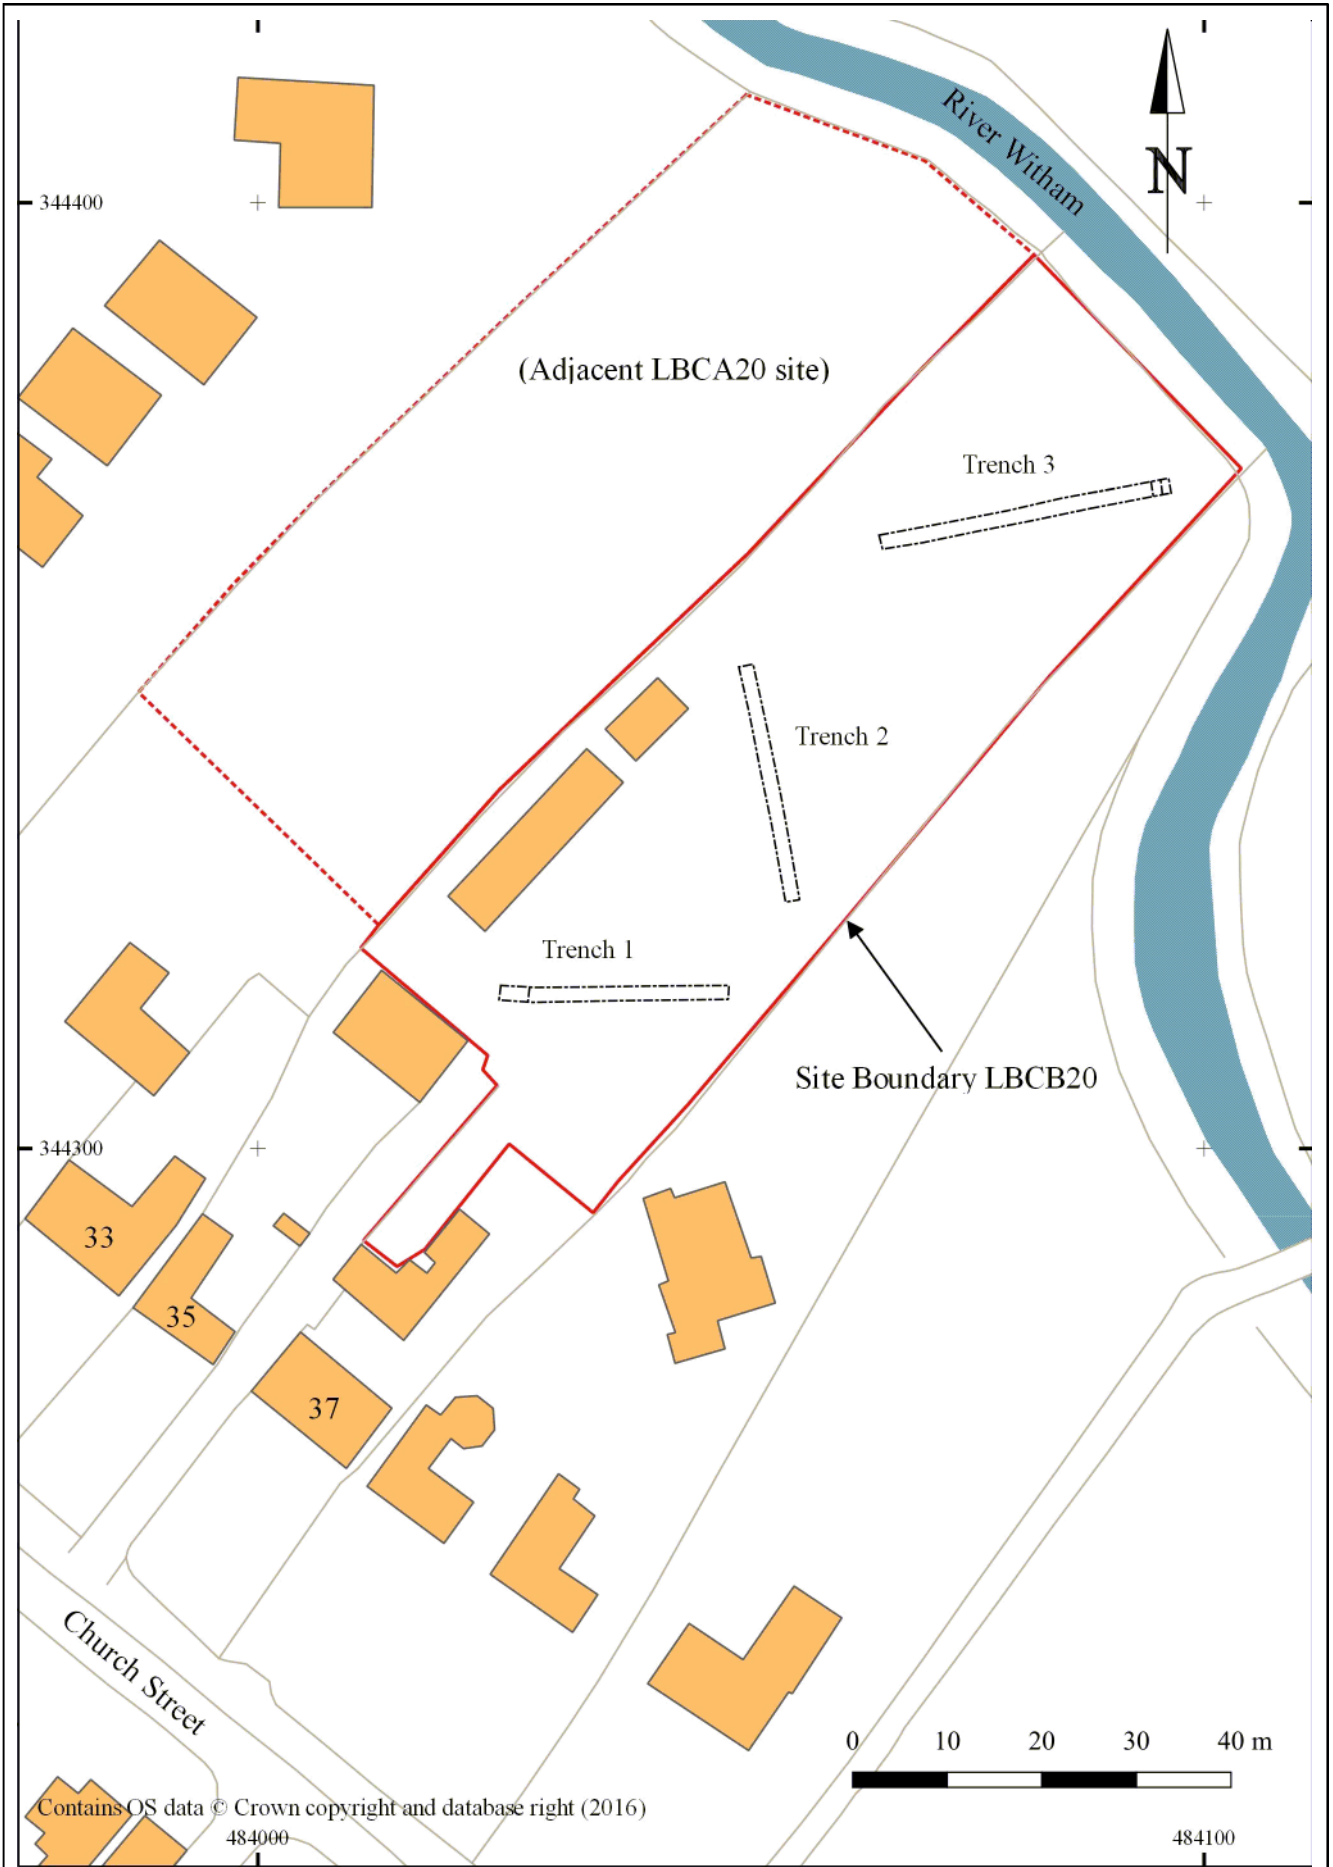 River Witham
N
344400
(Adjacent LBCA20 site)
Trench 3
Trench 2
Trench 1
Site Boundary LBCB20
344300
33
35
37
Church Street
0 10 20 30 40 m
Contains OS data © Crown copyright and database right (2016)
484000
484100